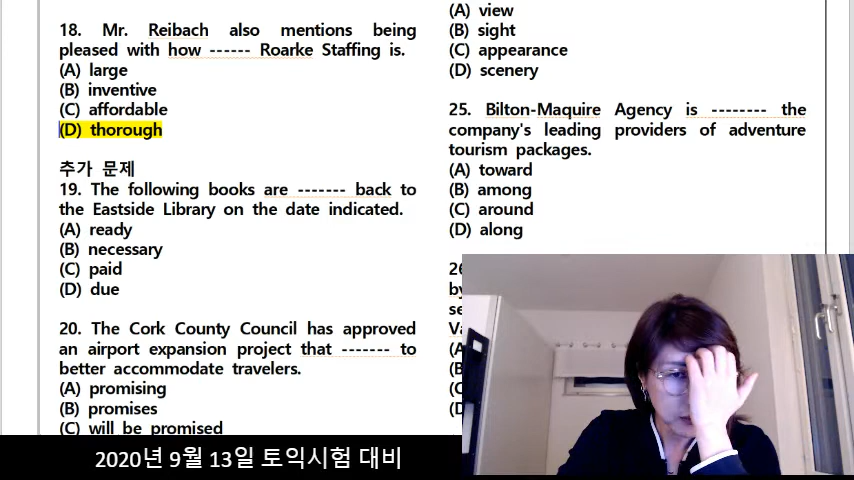 18. Mr. Reibach also mentions being
pleased with how ------ Roarke Staffing is.
(A) large
(B) inventive
(C) affordable
(D) thorough
추가 문제
19. The following books are ------- back to
the Eastside Library on the date indicated.
(A) ready
(B) necessary
(C) paid
(D) due
20. The Cork County Council has approved
an airport expansion project that ------- to
better accommodate travelers.
(A) promising
(B) promises
(C) will be promised
(A) view
(B) sight
(C) appearance
(D) scenery
25. Bilton-Maquire Agency is -------- the
company's leading providers of adventure
tourism packages.
(A) toward
(B) among
(C) around
(D) along
2020년 9월 13일 토익시험 대비